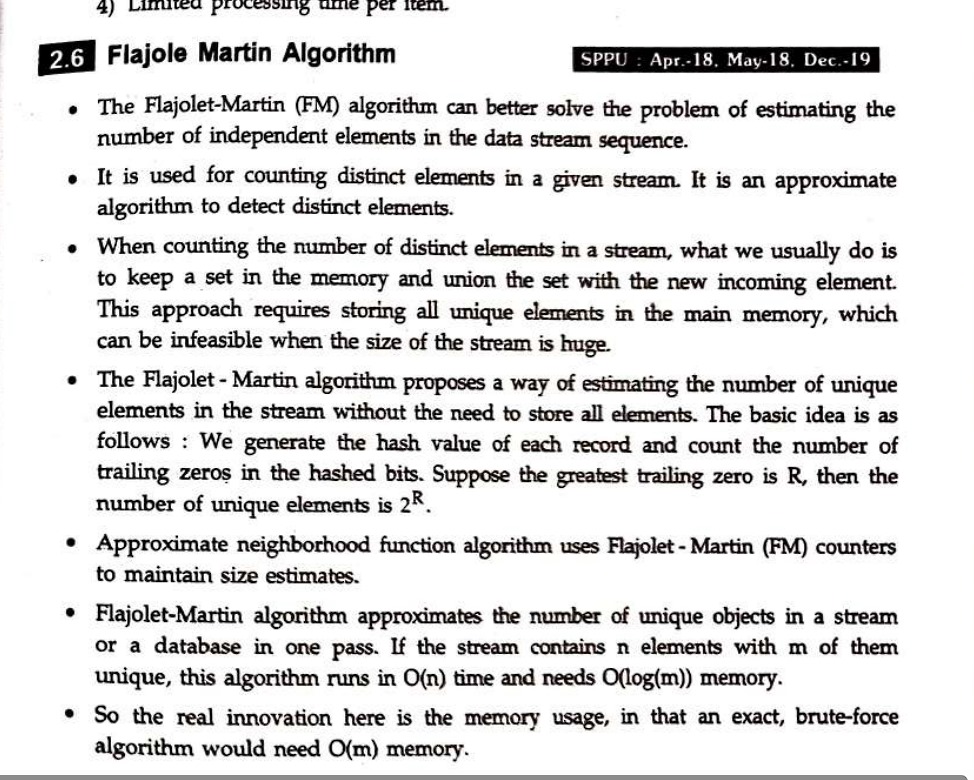 4) Limited processing time per item.
2.6 Flajole Martin Algorithm
SPPU : Apr.-18, May-18, Dec.-19
• The Flajolet-Martin (FM) algorithm can better solve the problem of estimating the
number of independent elements in the data stream sequence.
• It is used for counting distinct elements in a given stream. It is an approximate
algorithm to detect distinct elements.
• When counting the number of distinct elements in a stream, what we usually do is
to keep a set in the memory and union the set with the new incoming element.
This approach requires storing all unique elements in the main memory, which
can be infeasible when the size of the stream is huge.
• The Flajolet - Martin algorithm proposes a way of estimating the number of unique
elements in the stream without the need to store all elements. The basic idea is as
follows : We generate the hash value of each record and count the number of
trailing zeros in the hashed bits. Suppose the greatest trailing zero is R, then the
number of unique elements is 2ᴿ.
• Approximate neighborhood function algorithm uses Flajolet - Martin (FM) counters
to maintain size estimates.
• Flajolet-Martin algorithm approximates the number of unique objects in a stream
or a database in one pass. If the stream contains n elements with m of them
unique, this algorithm runs in O(n) time and needs O(log(m)) memory.
• So the real innovation here is the memory usage, in that an exact, brute-force
algorithm would need O(m) memory.